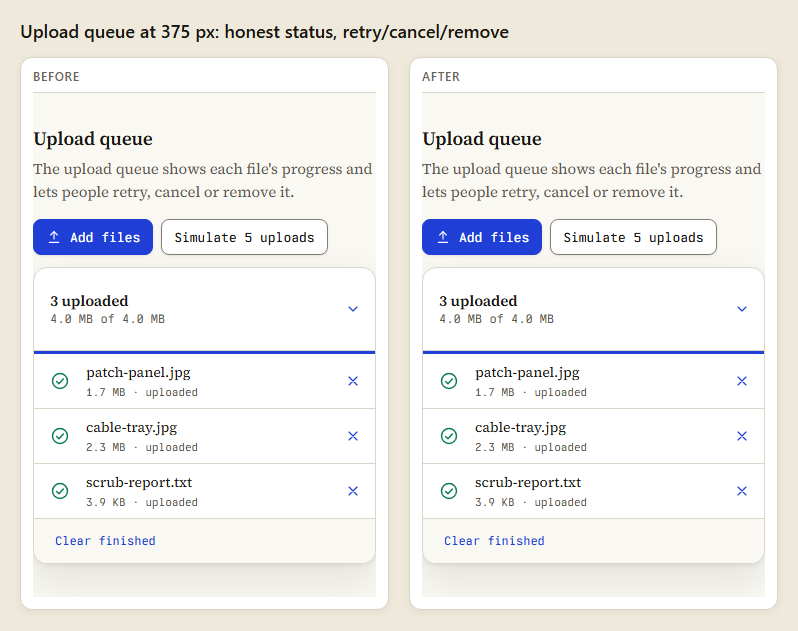 Upload queue at 375 px: honest status, retry/cancel/remove
BEFORE
Upload queue
The upload queue shows each file's progress and
lets people retry, cancel or remove it.
Add files
Simulate 5 uploads
3 uploaded
4.0 MB of 4.0 MB
patch-panel.jpg
1.7 MB · uploaded
cable-tray.jpg
2.3 MB · uploaded
scrub-report.txt
3.9 KB · uploaded
Clear finished
AFTER
Upload queue
The upload queue shows each file's progress and
lets people retry, cancel or remove it.
Add files
Simulate 5 uploads
3 uploaded
4.0 MB of 4.0 MB
patch-panel.jpg
1.7 MB · uploaded
cable-tray.jpg
2.3 MB · uploaded
scrub-report.txt
3.9 KB · uploaded
Clear finished